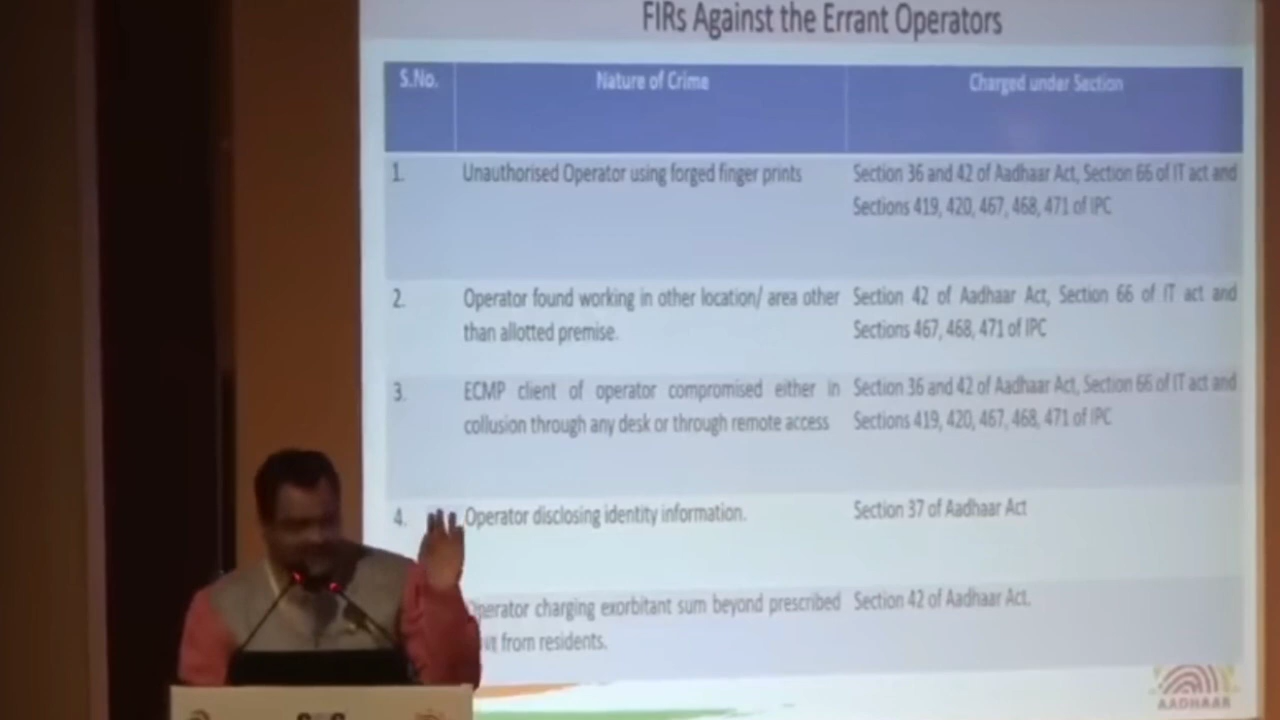 FIRs Against the Errant Operators
S.No. Nature of Crime Charged under Section
1. Unauthorised Operator using forged finger prints Section 36 and 42 of Aadhaar Act, Section 66 of IT act and
Sections 419, 420, 467, 468, 471 of IPC
2. Operator found working in other location/ area other Section 42 of Aadhaar Act, Section 66 of IT act and
than allotted premise. Sections 467, 468, 471 of IPC
3. ECMP client of operator compromised either in Section 36 and 42 of Aadhaar Act, Section 66 of IT act and
collusion through any desk or through remote access Sections 419, 420, 467, 468, 471 of IPC
4. Operator disclosing identity information. Section 37 of Aadhaar Act
perator charging exorbitant sum beyond prescribed Section 42 of Aadhaar Act.
from residents.
AADHAAR